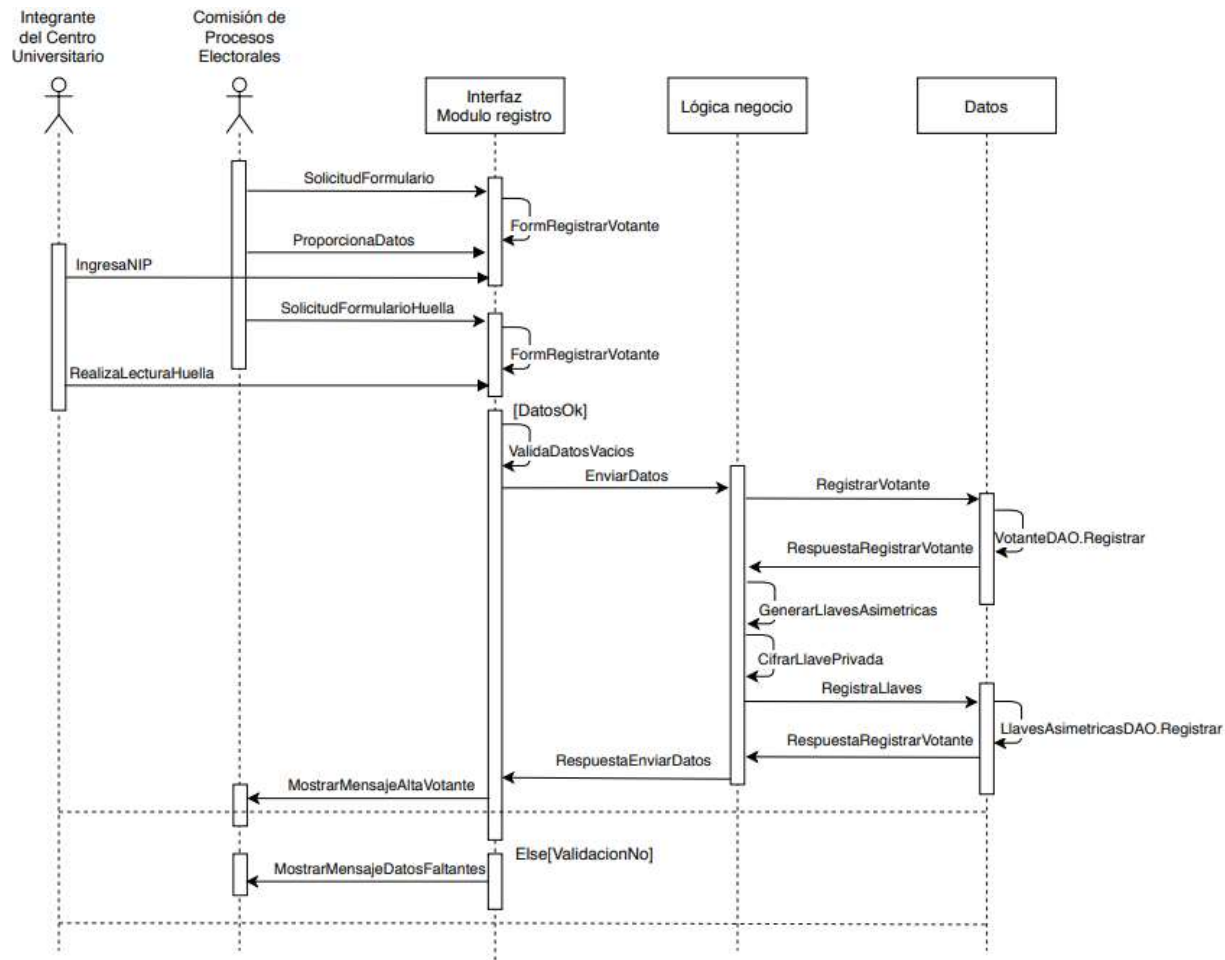 Integrante
del Centro
Universitario
Comisión de
Procesos
Electorales
Interfaz
Modulo registro
Lógica negocio
Datos
SolicitudFormulario
FormRegistrarVotante
ProporcionaDatos
IngresaNIP
SolicitudFormularioHuella
FormRegistrarVotante
RealizaLecturaHuella
[DatosOk]
ValidaDatosVacios
EnviarDatos
RegistrarVotante
VotanteDAO.Registrar
RespuestaRegistrarVotante
GenerarLlavesAsimetricas
CifrarLlavePrivada
RegistraLlaves
LlavesAsimetricasDAO.Registrar
RespuestaRegistrarVotante
RespuestaEnviarDatos
MostrarMensajeAltaVotante
Else[ValidacionNo]
MostrarMensajeDatosFaltantes